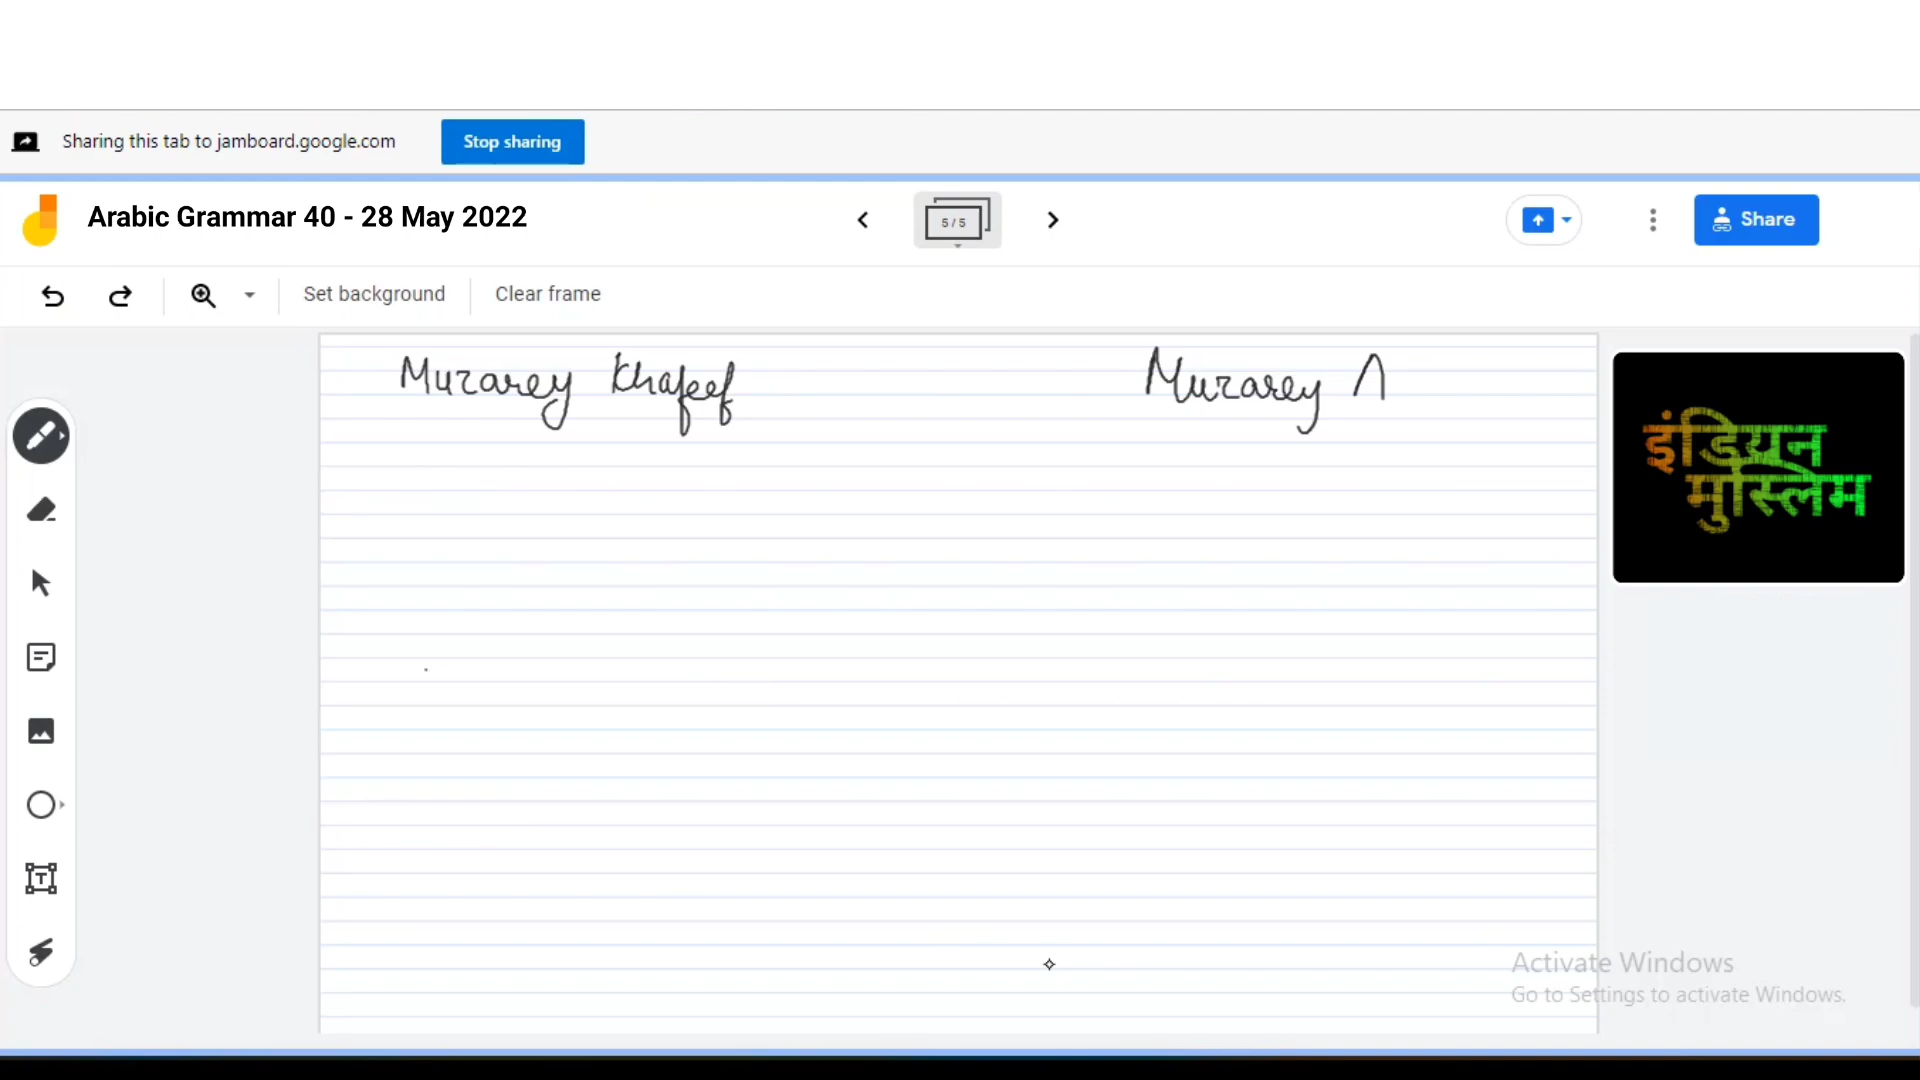 Sharing this tab to jamboard.google.com Stop sharing
Arabic Grammar 40 - 28 May 2022
5 / 5
Share
Set background
Clear frame
Muzarey Khafeef
Muzarey
इंडियन
मुस्लिम
Activate Windows
Go to Settings to activate Windows.